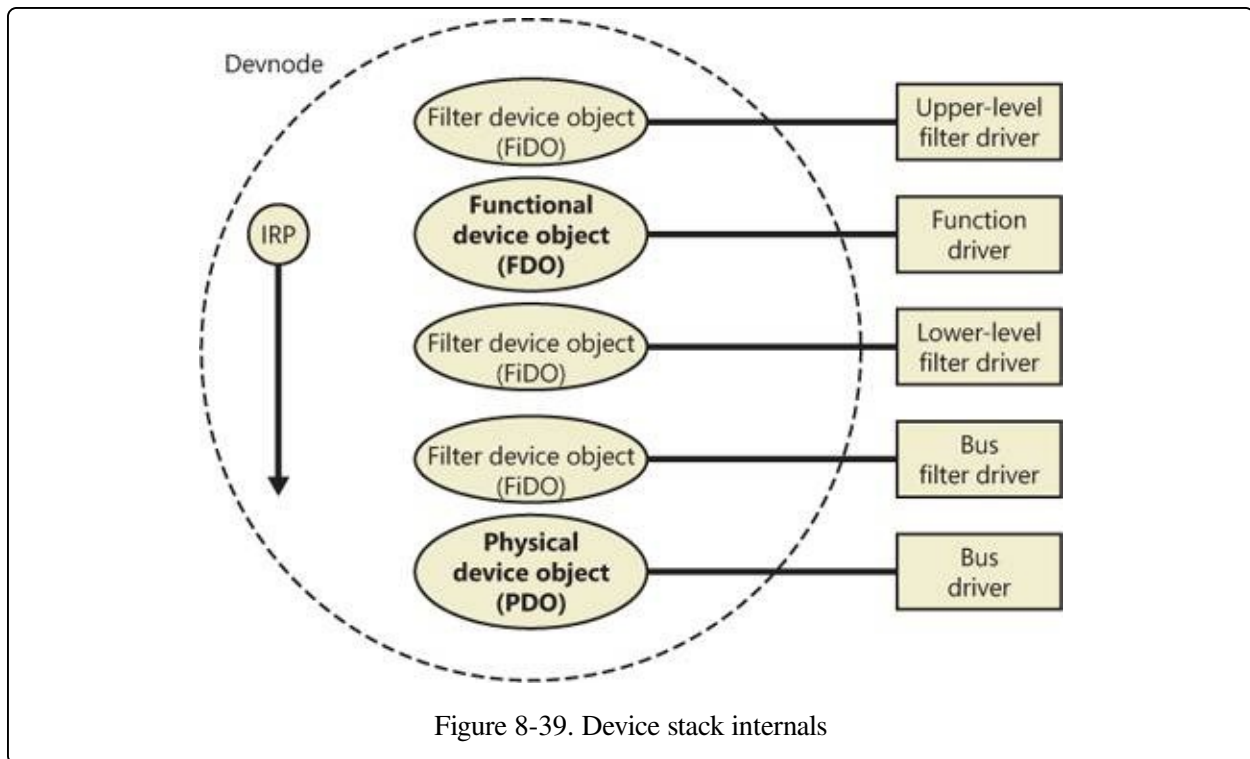 Devnode
Filter device object
(FiDO)
Upper-level
filter driver
IRP
Functional
device object
(FDO)
Function
driver
Filter device object
(FiDO)
Lower-level
filter driver
Filter device object
(FiDO)
Bus
filter driver
Physical
device object
(PDO)
Bus
driver
Figure 8-39. Device stack internals